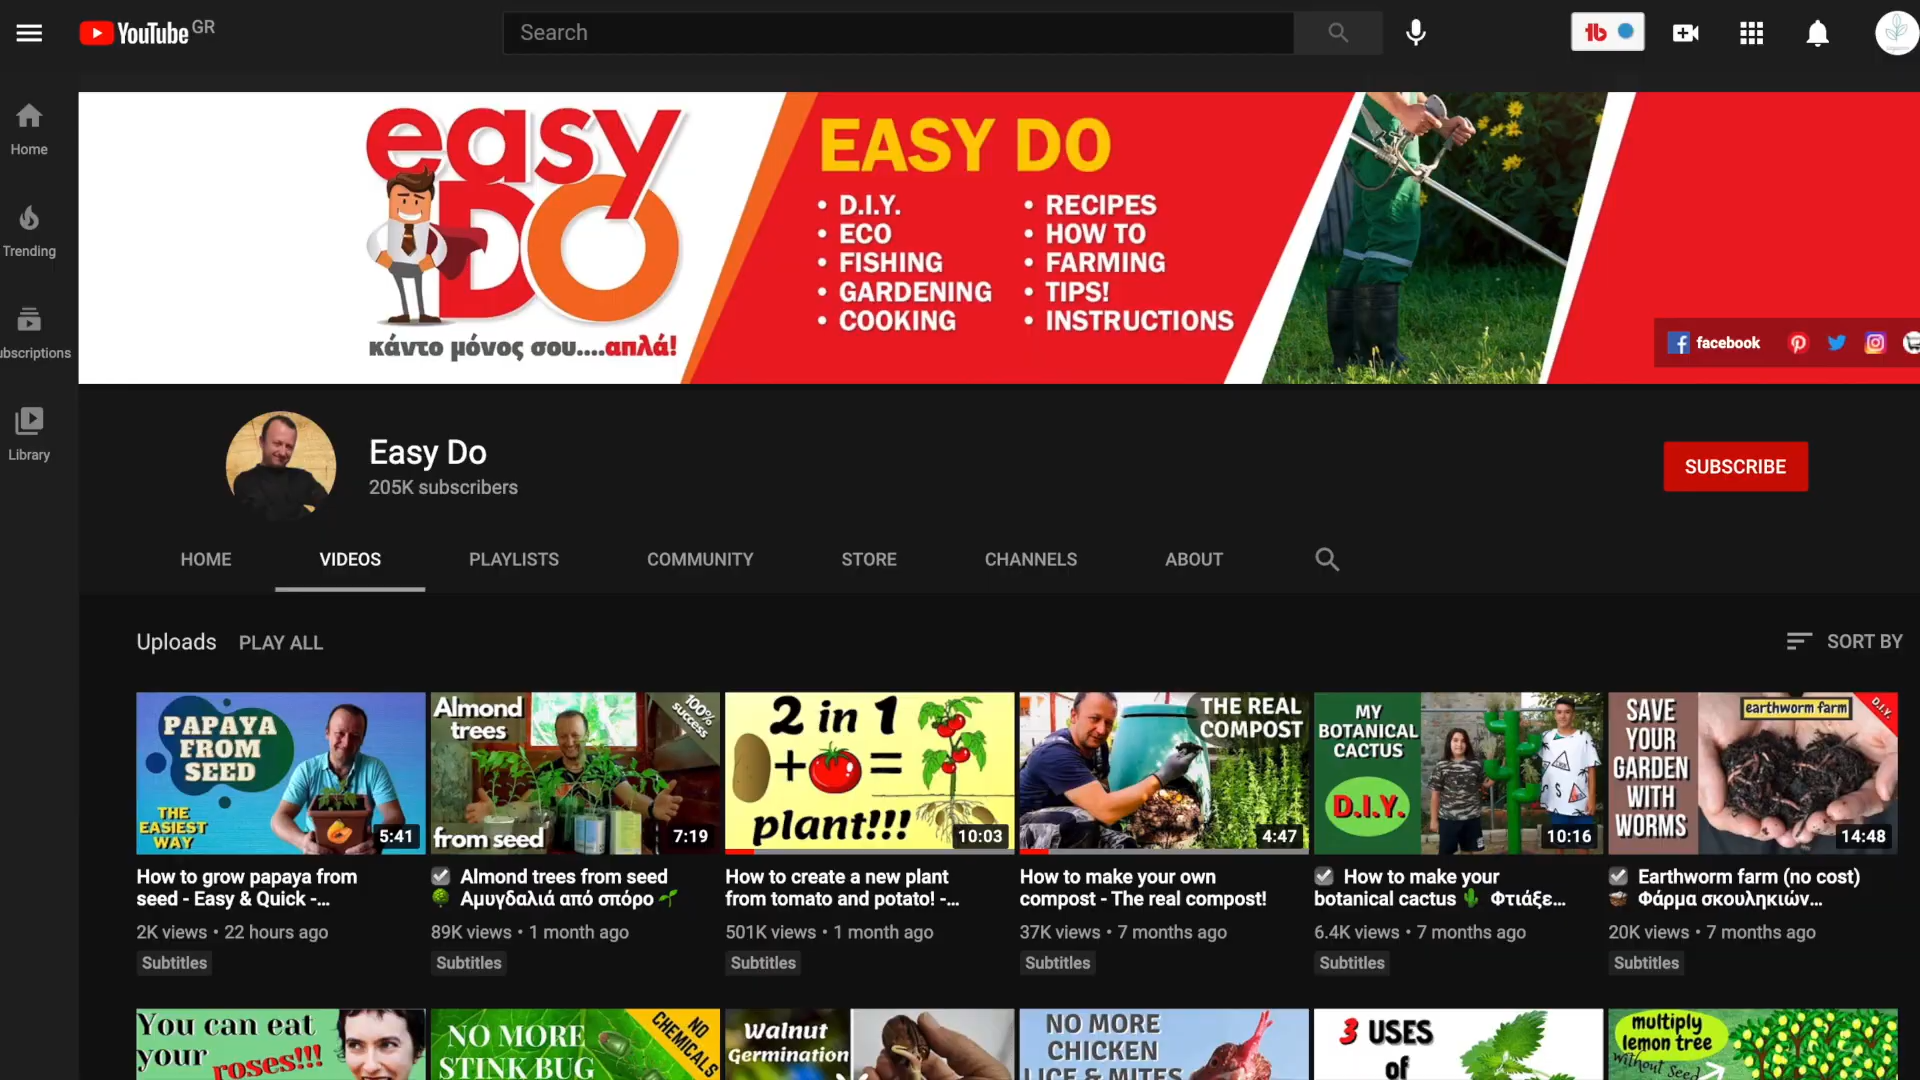 YouTube GR
Search
Home
Trending
ubscriptions
Library
easy
DO
κάντο μόνος σου....απλά!
EASY DO
• D.I.Y.
• ECO
• FISHING
• GARDENING
• COOKING
• RECIPES
• HOW TO
• FARMING
• TIPS!
• INSTRUCTIONS
facebook
Easy Do
205K subscribers
SUBSCRIBE
HOME
VIDEOS
PLAYLISTS
COMMUNITY
STORE
CHANNELS
ABOUT
Uploads
PLAY ALL
SORT BY
PAPAYA
FROM
SEED
THE
EASIEST
WAY
5:41
How to grow papaya from
seed - Easy & Quick -...
2K views • 22 hours ago
Subtitles
Almond
trees
100%
success
from seed
7:19
Almond trees from seed
Αμυγδαλιά από σπόρο
89K views • 1 month ago
Subtitles
2 in 1
+ =
plant!!!
10:03
How to create a new plant
from tomato and potato! -...
501K views • 1 month ago
Subtitles
THE REAL
COMPOST
4:47
How to make your own
compost - The real compost!
37K views • 7 months ago
Subtitles
MY
BOTANICAL
CACTUS
D.I.Y.
10:16
How to make your
botanical cactus Φτιάξε...
6.4K views • 7 months ago
Subtitles
SAVE
YOUR
GARDEN
WITH
WORMS
earthworm farm
D.I.Y.
14:48
Earthworm farm (no cost)
Φάρμα σκουληκιών...
20K views • 7 months ago
Subtitles
You can eat
your
roses!!!
NO MORE
STINK BUG
NO
CHEMICALS
Walnut
Germination
NO MORE
CHICKEN
LICE & MITES
3 USES
of
multiply
lemon tree
without Seed